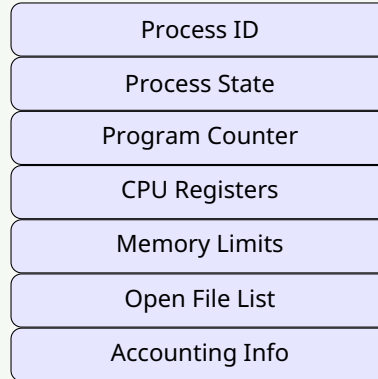 Process ID
Process State
Program Counter
CPU Registers
Memory Limits
Open File List
Accounting Info